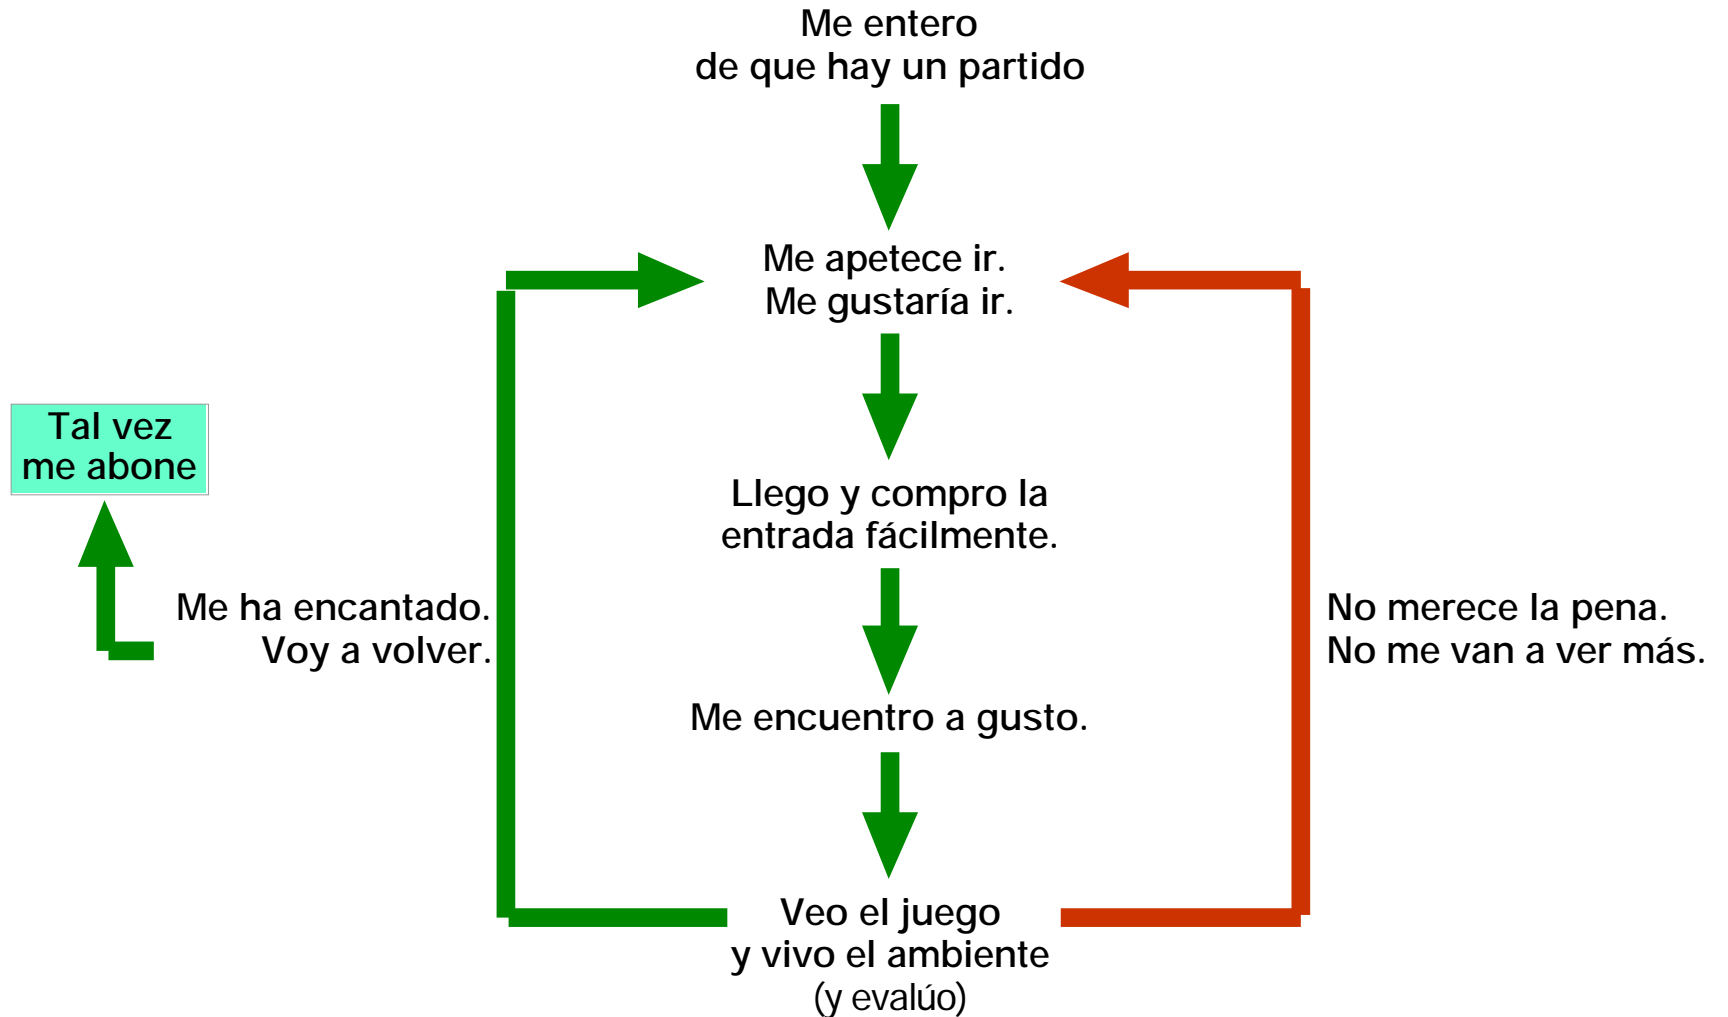 Me entero
de que hay un partido
Me apetece ir.
Me gustaría ir.
Tal vez
me abone
Llego y compro la
entrada fácilmente.
Me ha encantado.
Voy a volver.
No merece la pena.
No me van a ver más.
Me encuentro a gusto.
Veo el juego
y vivo el ambiente
(y evalúo)